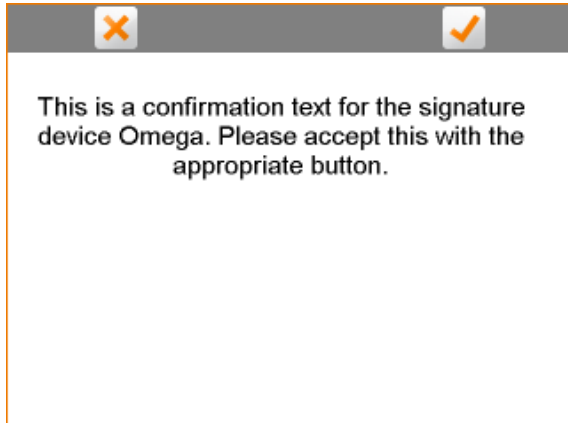 This is a confirmation text for the signature
device Omega. Please accept this with the
appropriate button.